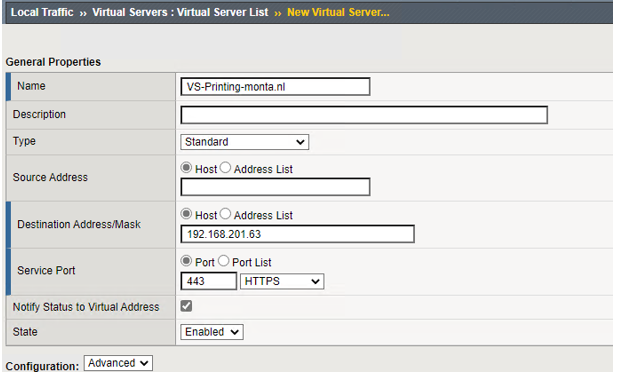 Local Traffic ›› Virtual Servers : Virtual Server List ›› New Virtual Server...
General Properties
Name VS-Printing-monta.nl
Description
Type Standard
Source Address Host Address List
Destination Address/Mask Host Address List
192.168.201.63
Service Port Port Port List
443 HTTPS
Notify Status to Virtual Address
State Enabled
Configuration: Advanced